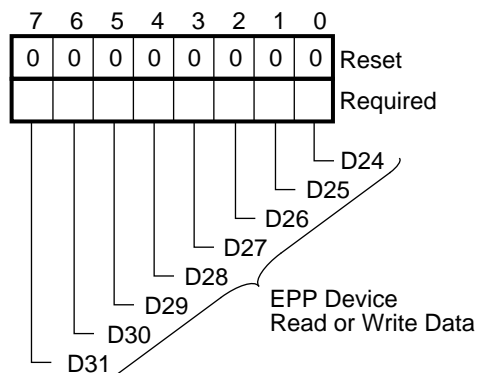 7 6 5 4 3 2 1 0
0 0 0 0 0 0 0 0 Reset
Required
D24
D25
D26
D27
D28
D29
D30
D31
EPP Device
Read or Write Data